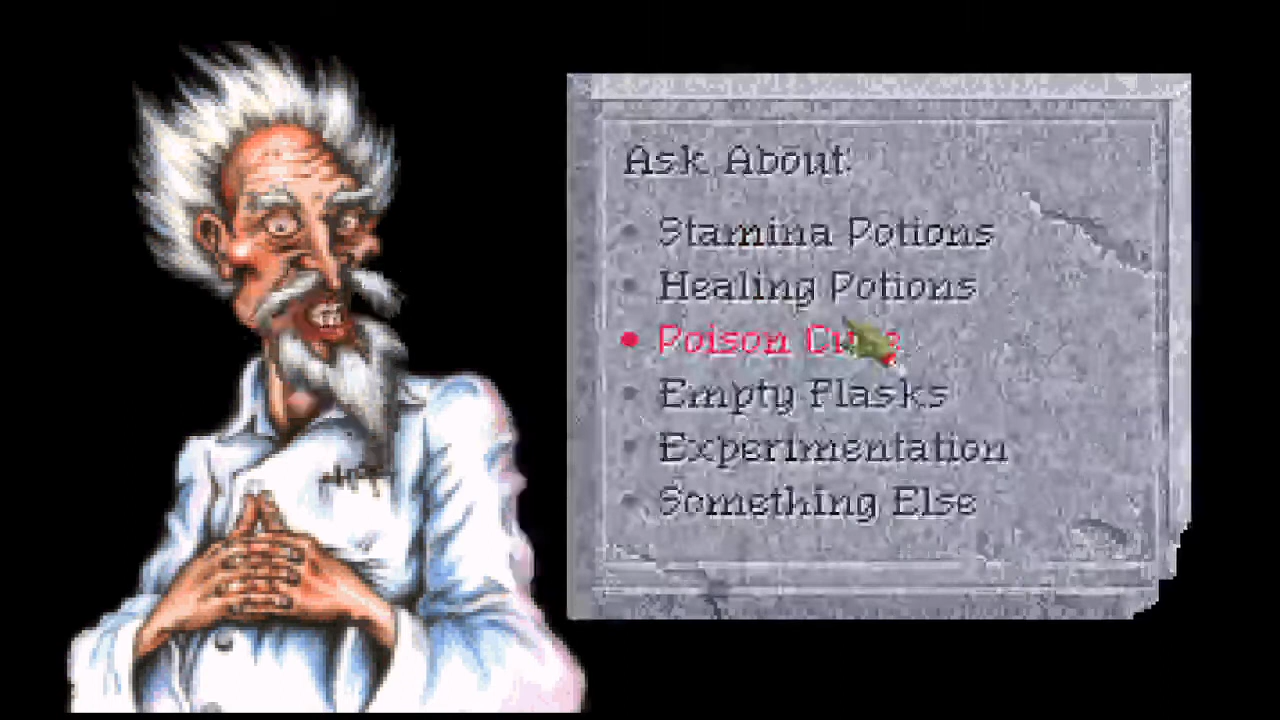 Ask About:
Stamina Potions
Healing Potions
Poison
Empty Flasks
Experimentation
Something Else